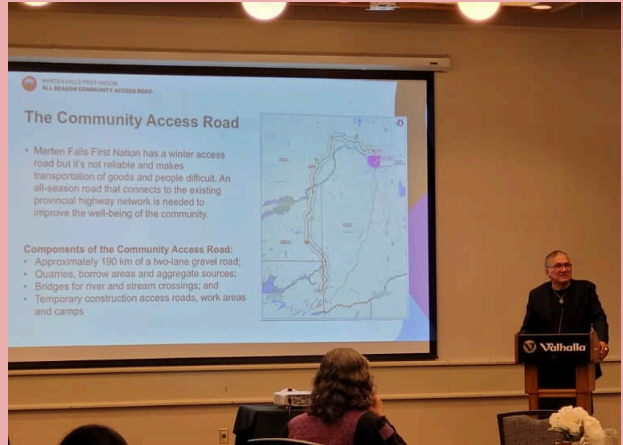 MARTEN FALLS FIRST NATION
ALL SEASON COMMUNITY ACCESS ROAD
The Community Access Road
• Marten Falls First Nation has a winter access
road but it's not reliable and makes
transportation of goods and people difficult. An
all-season road that connects to the existing
provincial highway network is needed to
improve the well-being of the community.
Components of the Community Access Road:
• Approximately 190 km of a two-lane gravel road;
• Quarries, borrow areas and aggregate sources;
• Bridges for river and stream crossings; and
• Temporary construction access roads, work areas
and camps
Valhalla